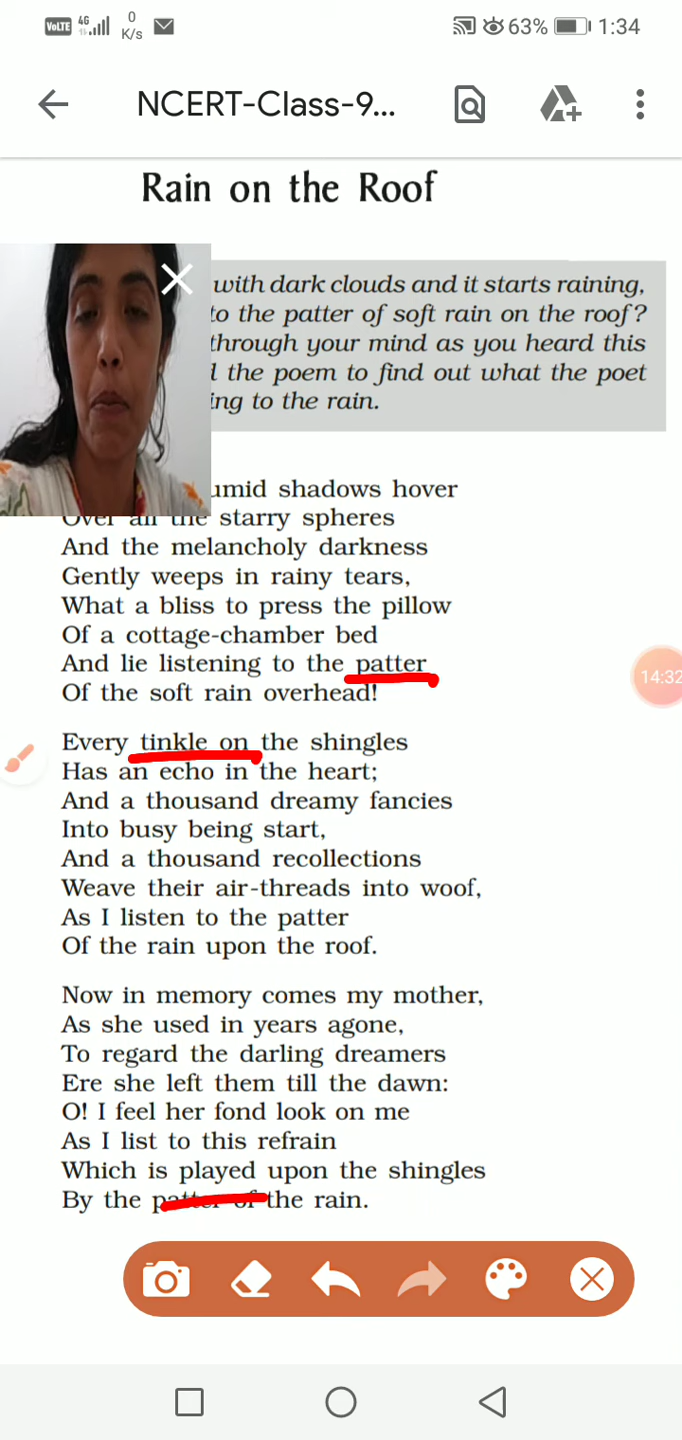 VoLTE 4G 0 K/s 63% 1:34
NCERT-Class-9...
Rain on the Roof
with dark clouds and it starts raining,
to the patter of soft rain on the roof?
through your mind as you heard this
the poem to find out what the poet
ing to the rain.
umid shadows hover
Over all the starry spheres
And the melancholy darkness
Gently weeps in rainy tears,
What a bliss to press the pillow
Of a cottage-chamber bed
And lie listening to the patter
Of the soft rain overhead!
Every tinkle on the shingles
Has an echo in the heart;
And a thousand dreamy fancies
Into busy being start,
And a thousand recollections
Weave their air-threads into woof,
As I listen to the patter
Of the rain upon the roof.
Now in memory comes my mother,
As she used in years agone,
To regard the darling dreamers
Ere she left them till the dawn:
O! I feel her fond look on me
As I list to this refrain
Which is played upon the shingles
By the patter of the rain.
14:32